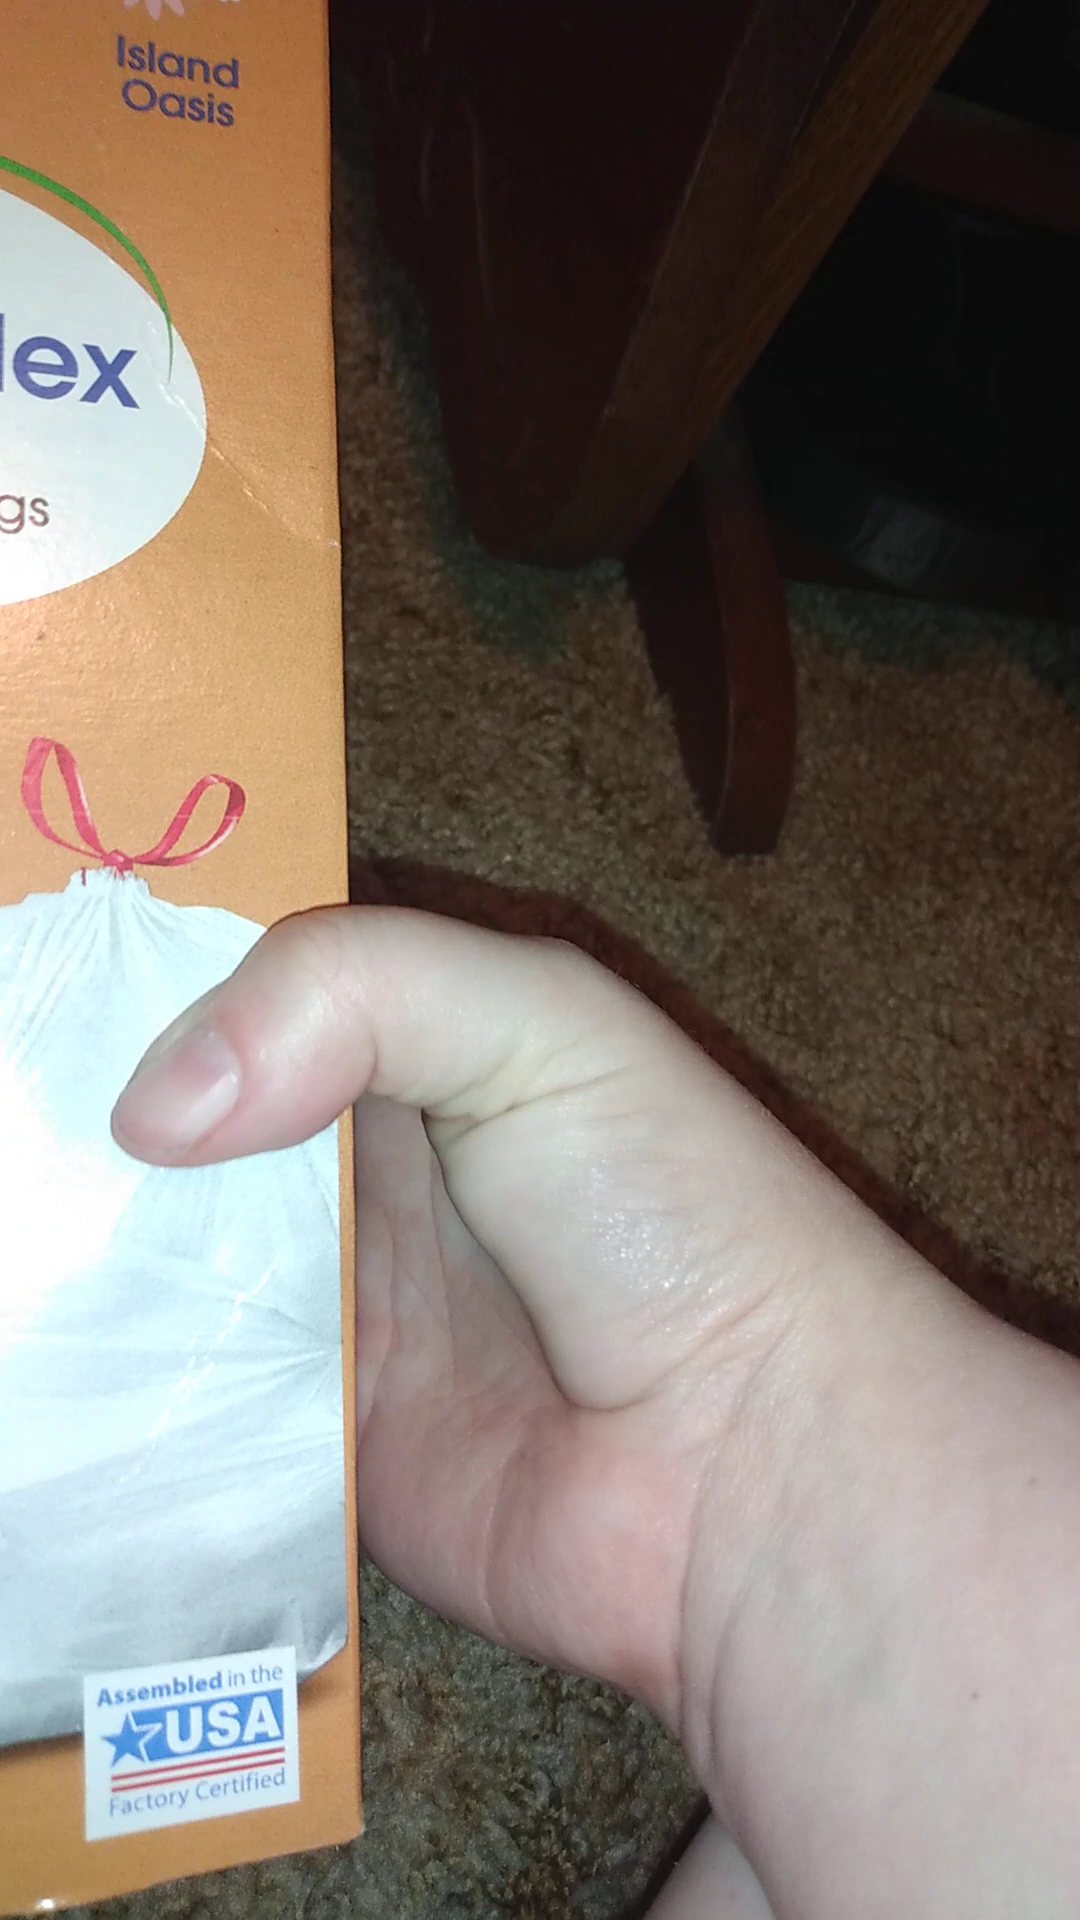 Island
Oasis
lex
gs
Assembled in the
USA
Factory Certified